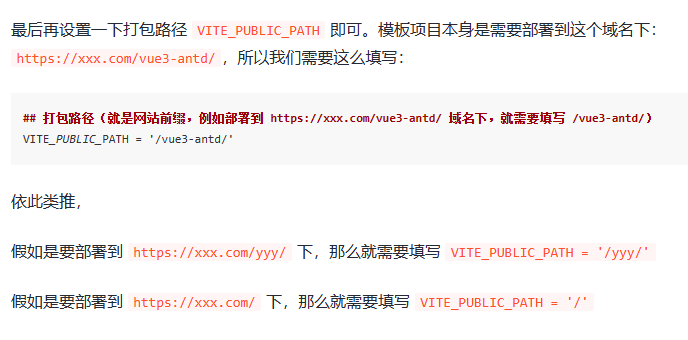 最后再设置一下打包路径 VITE_PUBLIC_PATH 即可。模板项目本身是需要部署到这个域名下：
https://xxx.com/vue3-antd/，所以我们需要这么填写：
## 打包路径（就是网站前缀，例如部署到 https://xxx.com/vue3-antd/ 域名下，就需要填写 /vue3-antd/）
VITE_PUBLIC_PATH = '/vue3-antd/'
依此类推，
假如是要部署到 https://xxx.com/yyy/ 下，那么就需要填写 VITE_PUBLIC_PATH = '/yyy/'
假如是要部署到 https://xxx.com/ 下，那么就需要填写 VITE_PUBLIC_PATH = '/'